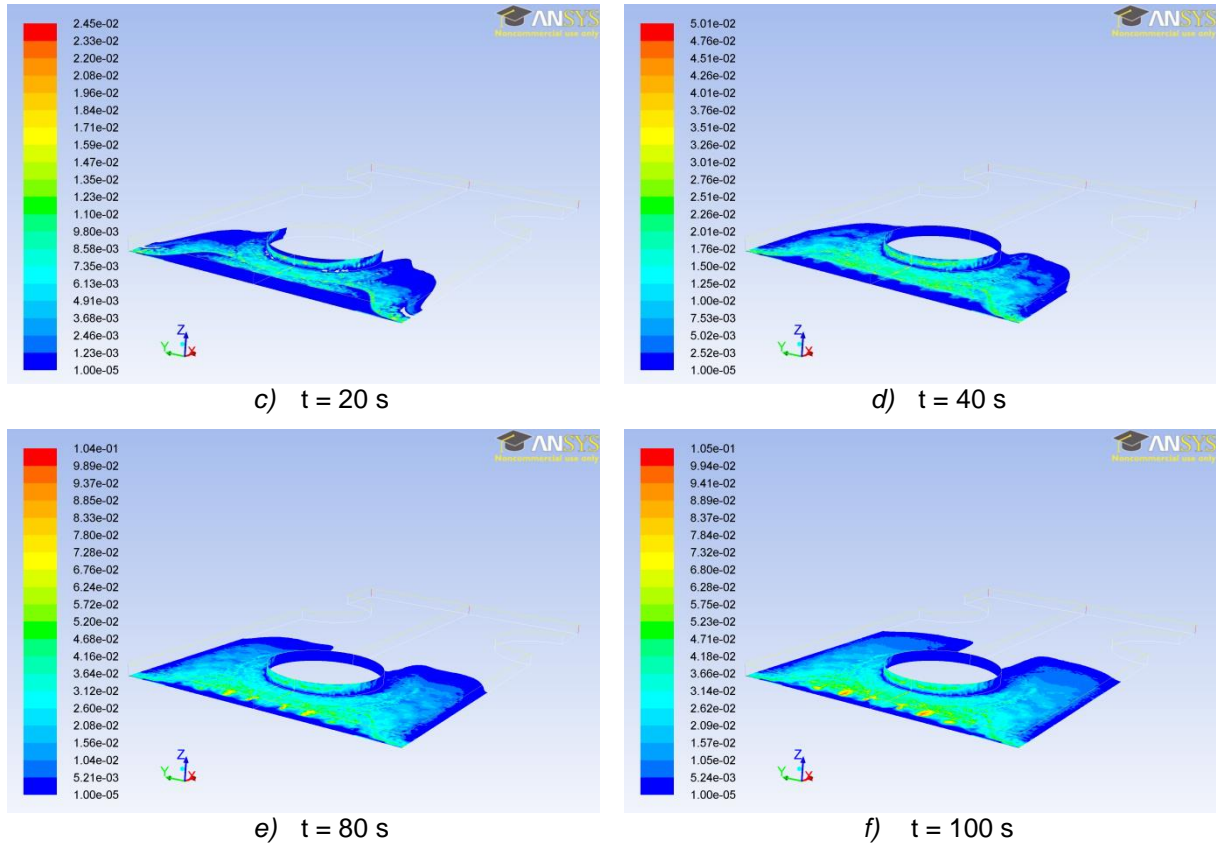 2.45e-02
2.33e-02
2.20e-02
2.08e-02
1.96e-02
1.84e-02
1.71e-02
1.59e-02
1.47e-02
1.35e-02
1.23e-02
1.10e-02
9.80e-03
8.58e-03
7.35e-03
6.13e-03
4.91e-03
3.68e-03
2.46e-03
1.23e-03
1.00e-05
ANSYS
Noncommercial use only
Z
Y
X
c) t = 20 s
5.01e-02
4.76e-02
4.51e-02
4.26e-02
4.01e-02
3.76e-02
3.51e-02
3.26e-02
3.01e-02
2.76e-02
2.51e-02
2.26e-02
2.01e-02
1.76e-02
1.50e-02
1.25e-02
1.00e-02
7.53e-03
5.02e-03
2.52e-03
1.00e-05
ANSYS
Noncommercial use only
Z
Y
X
d) t = 40 s
1.04e-01
9.89e-02
9.37e-02
8.85e-02
8.33e-02
7.80e-02
7.28e-02
6.76e-02
6.24e-02
5.72e-02
5.20e-02
4.68e-02
4.16e-02
3.64e-02
3.12e-02
2.60e-02
2.08e-02
1.56e-02
1.04e-02
5.21e-03
1.00e-05
ANSYS
Noncommercial use only
Z
Y
X
e) t = 80 s
1.05e-01
9.94e-02
9.41e-02
8.89e-02
8.37e-02
7.84e-02
7.32e-02
6.80e-02
6.28e-02
5.75e-02
5.23e-02
4.71e-02
4.18e-02
3.66e-02
3.14e-02
2.62e-02
2.09e-02
1.57e-02
1.05e-02
5.24e-03
1.00e-05
ANSYS
Noncommercial use only
Z
Y
X
f) t = 100 s